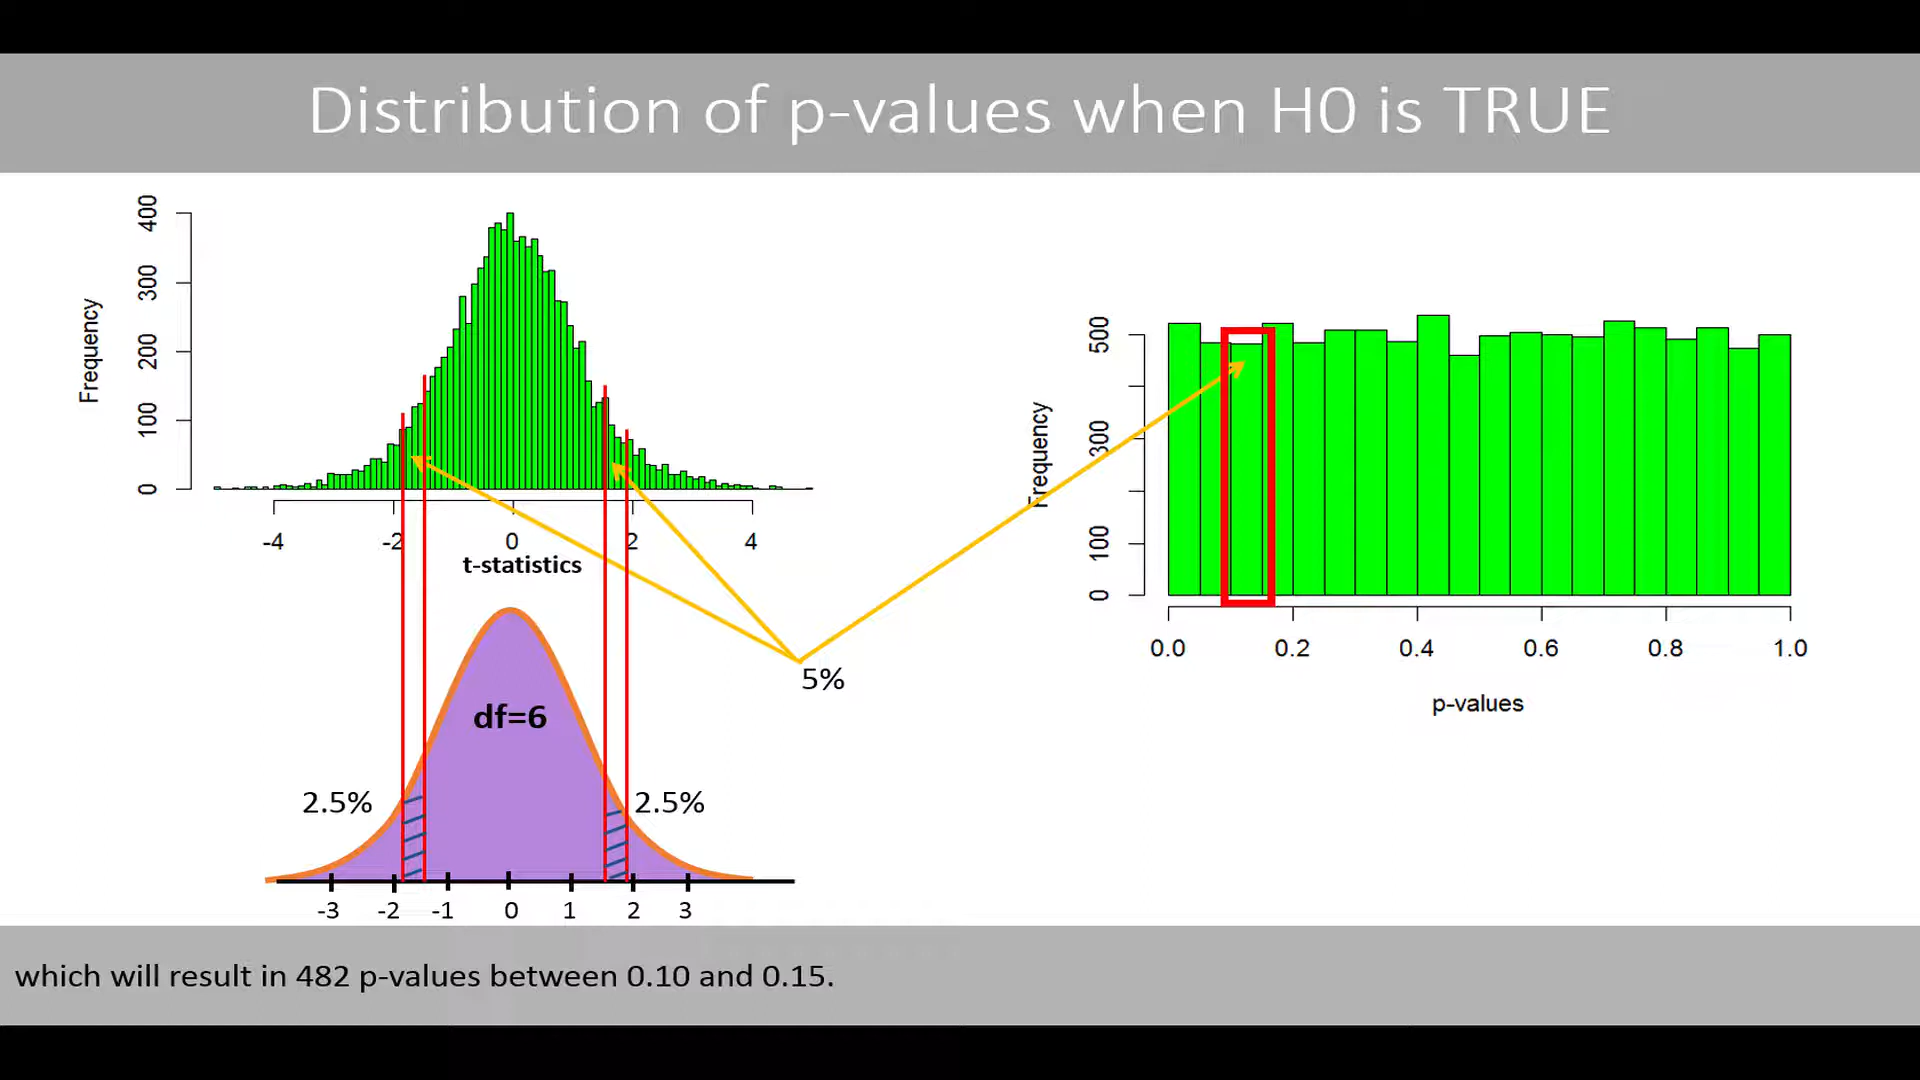 Distribution of p-values when H0 is TRUE
Frequency
400
300
200
100
0
-4 -2 0 2 4
t-statistics
Frequency
500
300
100
0
0.0 0.2 0.4 0.6 0.8 1.0
p-values
5%
df=6
2.5% 2.5%
-3 -2 -1 0 1 2 3
which will result in 482 p-values between 0.10 and 0.15.